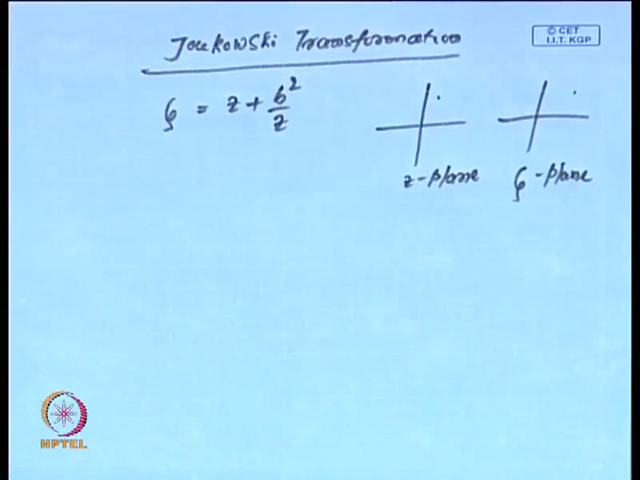 Joukowski Transformation
© CET
I.I.T. KGP
ζ = z + b²/z
z-plane
ζ-plane
NPTEL